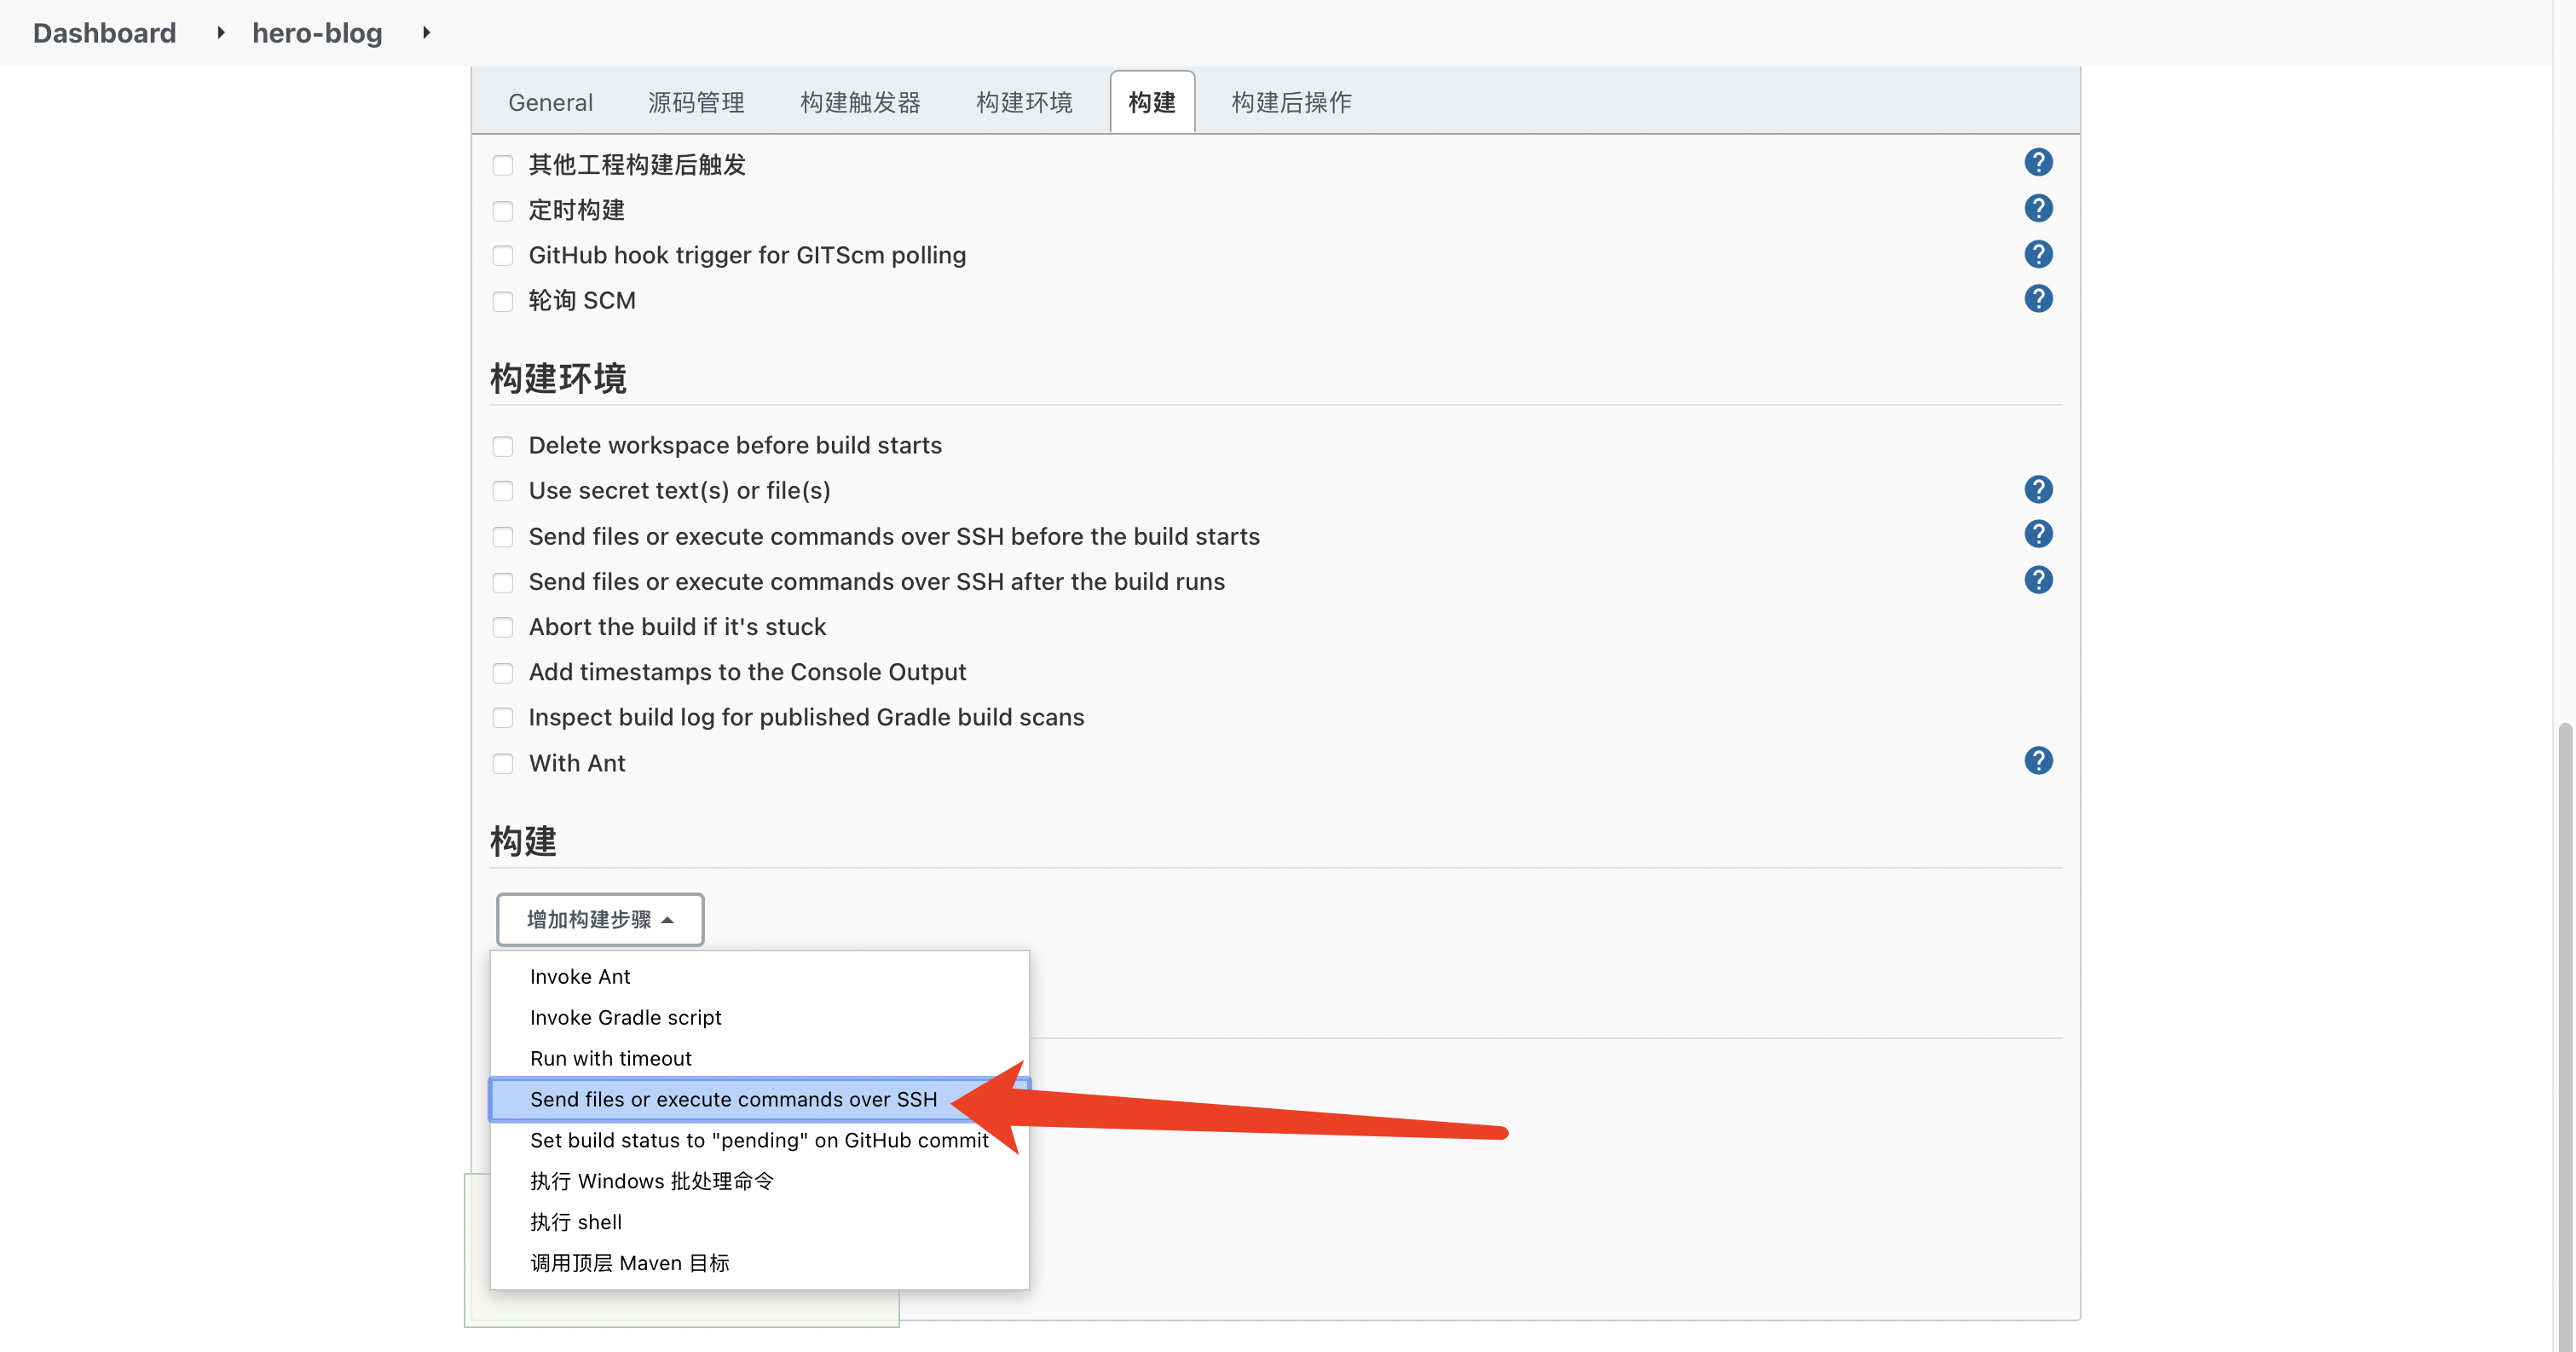 Dashboard hero-blog
General 源码管理 构建触发器 构建环境 构建 构建后操作
其他工程构建后触发
定时构建
GitHub hook trigger for GITScm polling
轮询 SCM
构建环境
Delete workspace before build starts
Use secret text(s) or file(s)
Send files or execute commands over SSH before the build starts
Send files or execute commands over SSH after the build runs
Abort the build if it's stuck
Add timestamps to the Console Output
Inspect build log for published Gradle build scans
With Ant
构建
增加构建步骤
Invoke Ant
Invoke Gradle script
Run with timeout
Send files or execute commands over SSH
Set build status to "pending" on GitHub commit
执行 Windows 批处理命令
执行 shell
调用顶层 Maven 目标